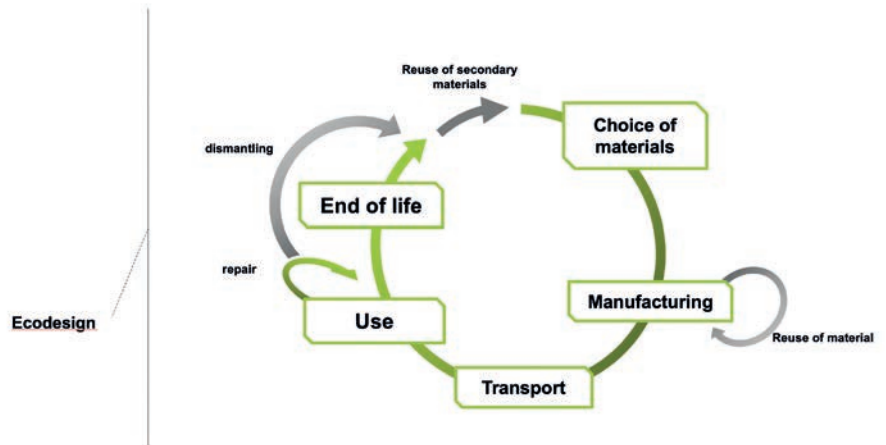 Reuse of secondary
materials
Choice of
materials
dismantling
End of life
repair
Manufacturing
Ecodesign
Use
Reuse of material
Transport